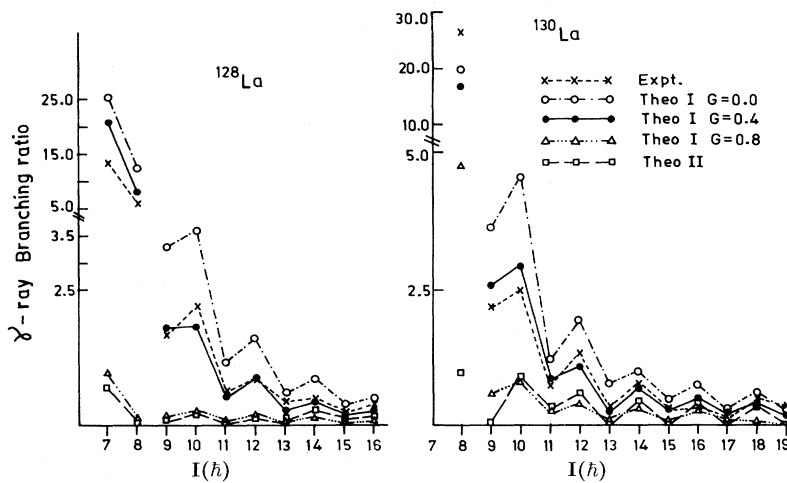 γ-ray Branching ratio
¹²⁸La
25.0
15.0
5.0
3.5
2.5
7 8 9 10 11 12 13 14 15 16
I(ħ)
¹³⁰La
30.0
20.0
10.0
5.0
2.5
Expt.
Theo I G=0.0
Theo I G=0.4
Theo I G=0.8
Theo II
7 8 9 10 11 12 13 14 15 16 17 18 19
I(ħ)